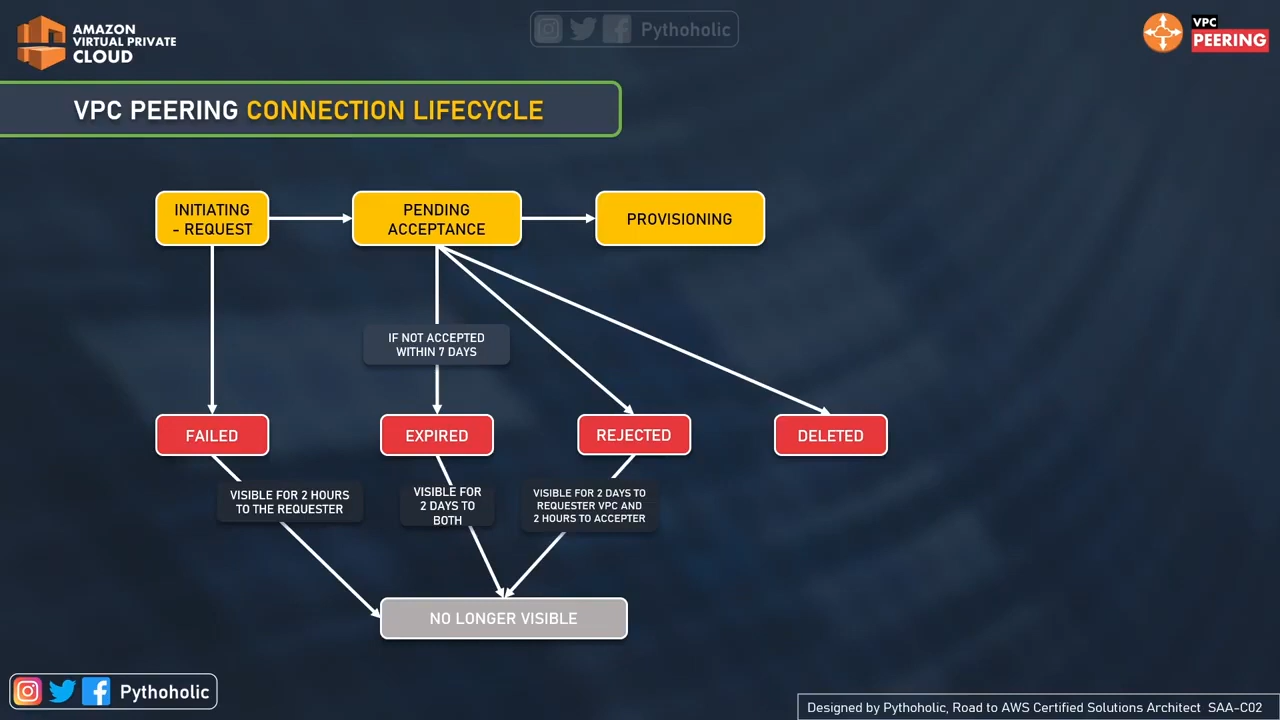 AMAZON
VIRTUAL PRIVATE
CLOUD
Pythoholic
VPC
PEERING
VPC PEERING CONNECTION LIFECYCLE
INITIATING
- REQUEST
PENDING
ACCEPTANCE
PROVISIONING
IF NOT ACCEPTED
WITHIN 7 DAYS
FAILED
EXPIRED
REJECTED
DELETED
VISIBLE FOR 2 HOURS
TO THE REQUESTER
VISIBLE FOR
2 DAYS TO
BOTH
VISIBLE FOR 2 DAYS TO
REQUESTER VPC AND
2 HOURS TO ACCEPTER
NO LONGER VISIBLE
Pythoholic
Designed by Pythoholic, Road to AWS Certified Solutions Architect SAA-C02